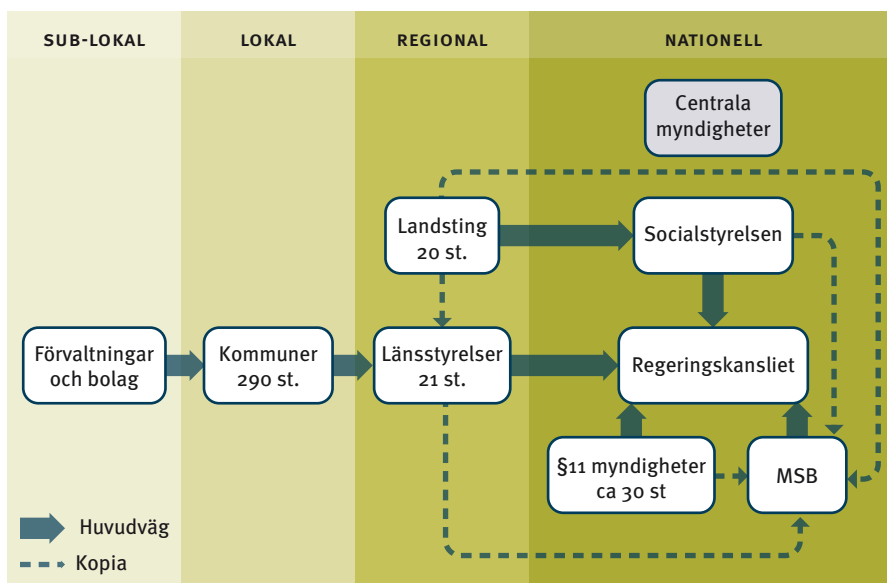 SUB-LOKAL
LOKAL
REGIONAL
NATIONELL
Centrala
myndigheter
Landsting
20 st.
Socialstyrelsen
Förvaltningar
och bolag
Kommuner
290 st.
Länsstyrelser
21 st.
Regeringskansliet
§11 myndigheter
ca 30 st
MSB
Huvudväg
Kopia